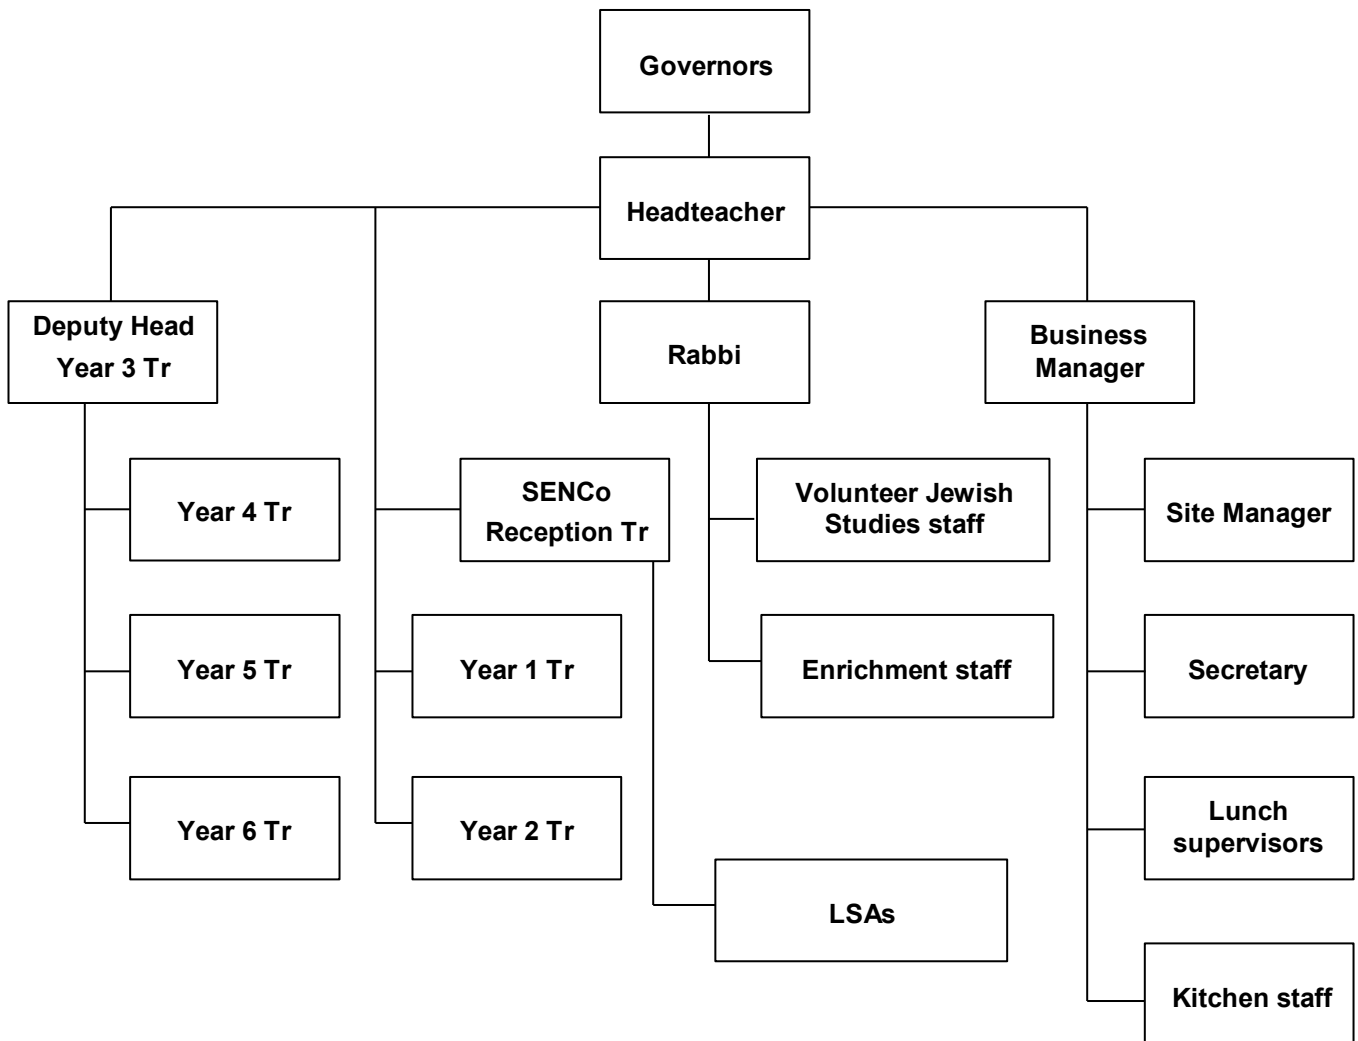 Governors
Headteacher
Deputy Head
Year 3 Tr
Rabbi
Business
Manager
Year 4 Tr
SENCo
Reception Tr
Volunteer Jewish
Studies staff
Site Manager
Year 5 Tr
Year 1 Tr
Enrichment staff
Secretary
Year 6 Tr
Year 2 Tr
Lunch
supervisors
LSAs
Kitchen staff